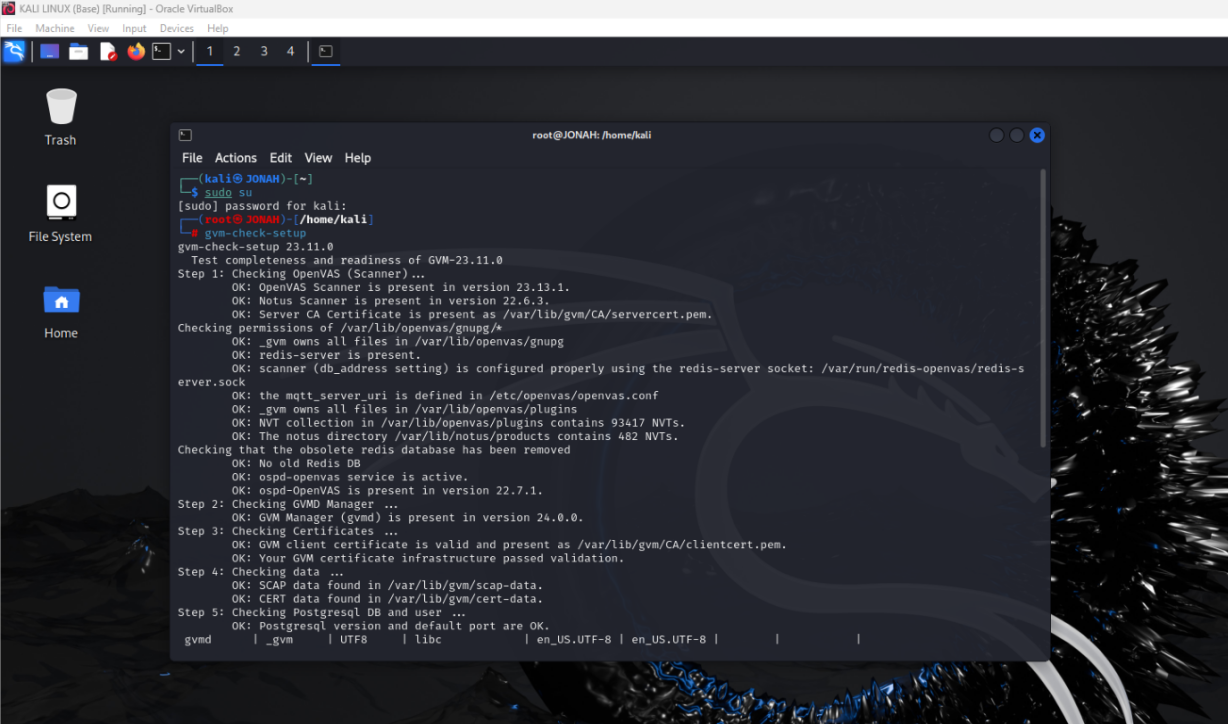 KALI LINUX (Base) [Running] - Oracle VirtualBox
File Machine View Input Devices Help
1 2 3 4
Trash
File System
Home
root@JONAH: /home/kali
File Actions Edit View Help
┌──(kali㉿JONAH)-[~]
└─$ sudo su
[sudo] password for kali:
┌──(root㉿JONAH)-[/home/kali]
└─# gvm-check-setup
gvm-check-setup 23.11.0
  Test completeness and readiness of GVM-23.11.0
Step 1: Checking OpenVAS (Scanner)...
        OK: OpenVAS Scanner is present in version 23.13.1.
        OK: Notus Scanner is present in version 22.6.3.
        OK: Server CA Certificate is present as /var/lib/gvm/CA/servercert.pem.
Checking permissions of /var/lib/openvas/gnupg/*
        OK: _gvm owns all files in /var/lib/openvas/gnupg
        OK: redis-server is present.
        OK: scanner (db_address setting) is configured properly using the redis-server socket: /var/run/redis-openvas/redis-s
erver.sock
        OK: the mqtt_server_uri is defined in /etc/openvas/openvas.conf
        OK: _gvm owns all files in /var/lib/openvas/plugins
        OK: NVT collection in /var/lib/openvas/plugins contains 93417 NVTs.
        OK: The notus directory /var/lib/notus/products contains 482 NVTs.
Checking that the obsolete redis database has been removed
        OK: No old Redis DB
        OK: ospd-openvas service is active.
        OK: ospd-OpenVAS is present in version 22.7.1.
Step 2: Checking GVMD Manager ...
        OK: GVM Manager (gvmd) is present in version 24.0.0.
Step 3: Checking Certificates ...
        OK: GVM client certificate is valid and present as /var/lib/gvm/CA/clientcert.pem.
        OK: Your GVM certificate infrastructure passed validation.
Step 4: Checking data ...
        OK: SCAP data found in /var/lib/gvm/scap-data.
        OK: CERT data found in /var/lib/gvm/cert-data.
Step 5: Checking Postgresql DB and user ...
        OK: Postgresql version and default port are OK.
 gvmd      | _gvm     | UTF8     | libc            | en_US.UTF-8 | en_US.UTF-8 |        |           |